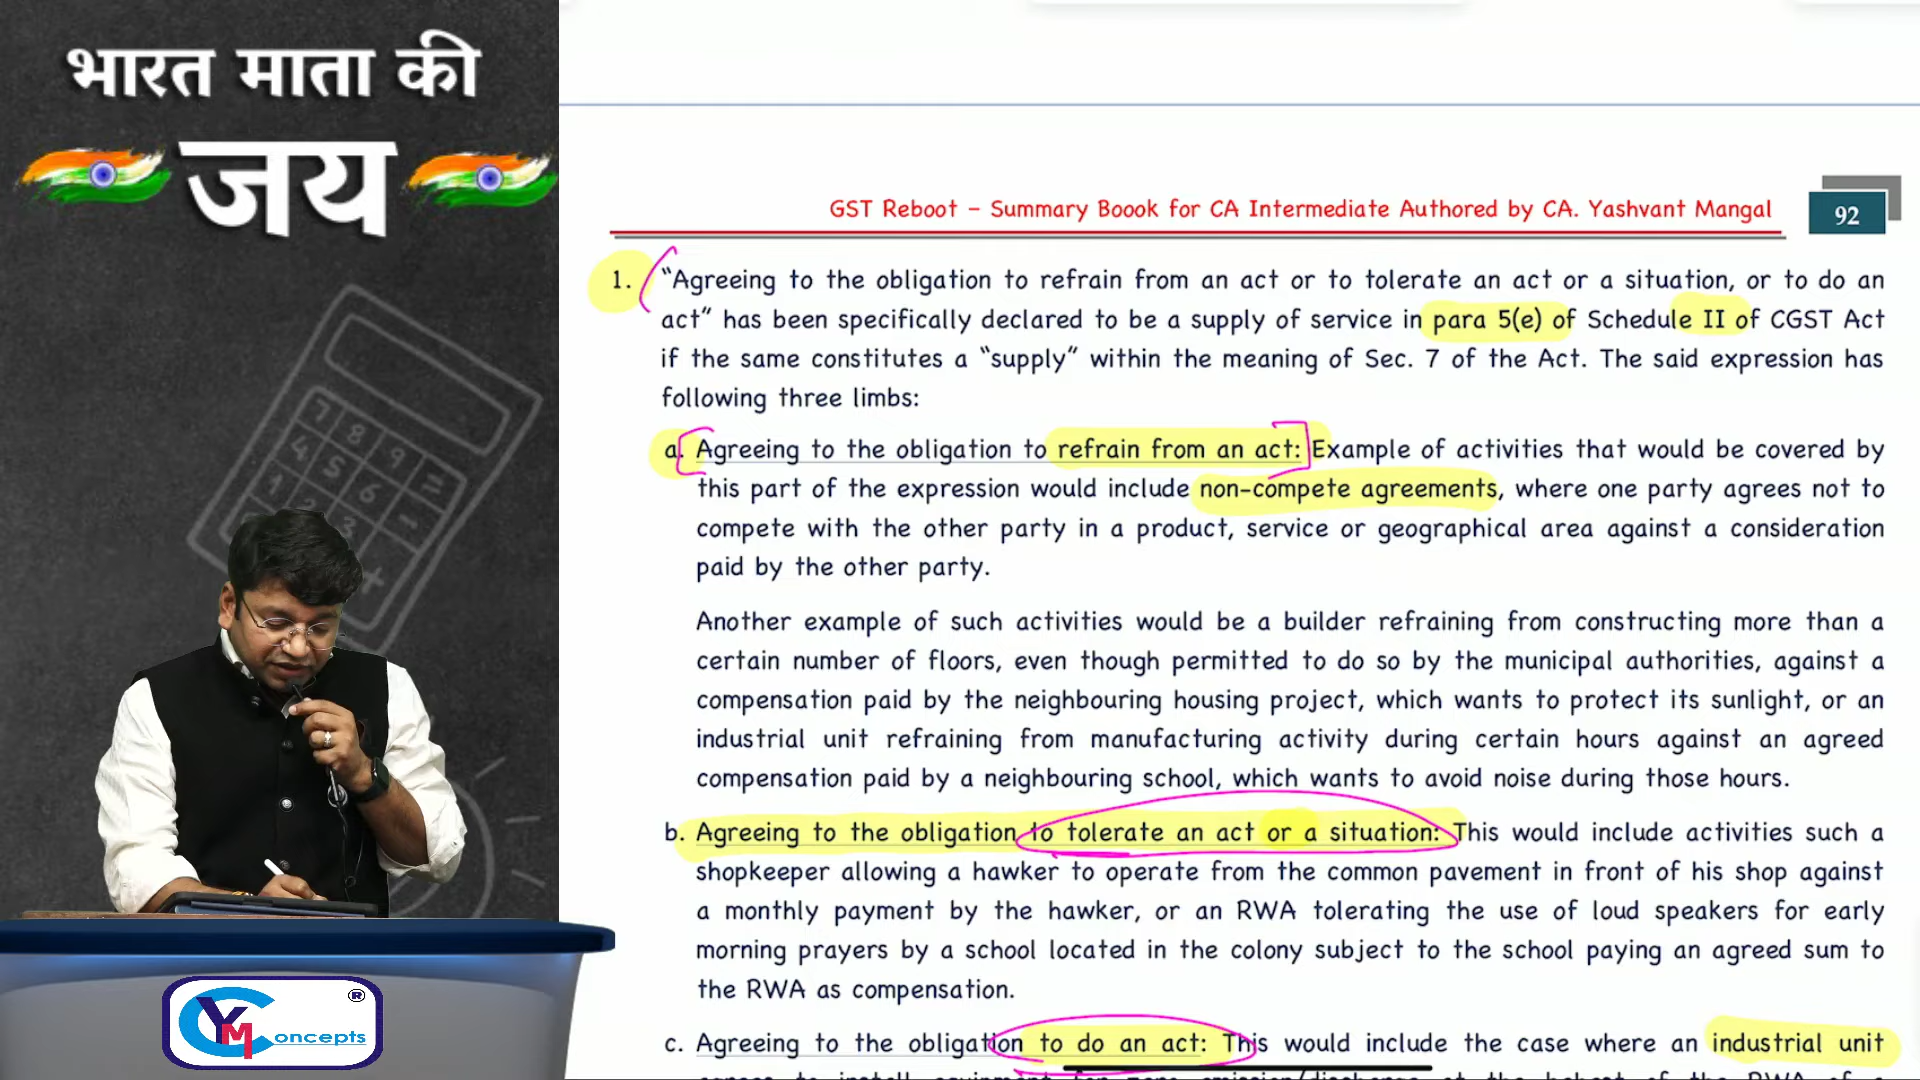 भारत माता की
जय
GST Reboot – Summary Boook for CA Intermediate Authored by CA. Yashvant Mangal
92
1. “Agreeing to the obligation to refrain from an act or to tolerate an act or a situation, or to do an
act” has been specifically declared to be a supply of service in para 5(e) of Schedule II of CGST Act
if the same constitutes a “supply” within the meaning of Sec. 7 of the Act. The said expression has
following three limbs:
a. Agreeing to the obligation to refrain from an act: Example of activities that would be covered by
this part of the expression would include non-compete agreements, where one party agrees not to
compete with the other party in a product, service or geographical area against a consideration
paid by the other party.
Another example of such activities would be a builder refraining from constructing more than a
certain number of floors, even though permitted to do so by the municipal authorities, against a
compensation paid by the neighbouring housing project, which wants to protect its sunlight, or an
industrial unit refraining from manufacturing activity during certain hours against an agreed
compensation paid by a neighbouring school, which wants to avoid noise during those hours.
b. Agreeing to the obligation to tolerate an act or a situation: This would include activities such a
shopkeeper allowing a hawker to operate from the common pavement in front of his shop against
a monthly payment by the hawker, or an RWA tolerating the use of loud speakers for early
morning prayers by a school located in the colony subject to the school paying an agreed sum to
the RWA as compensation.
c. Agreeing to the obligation to do an act: This would include the case where an industrial unit
YM Concepts ®